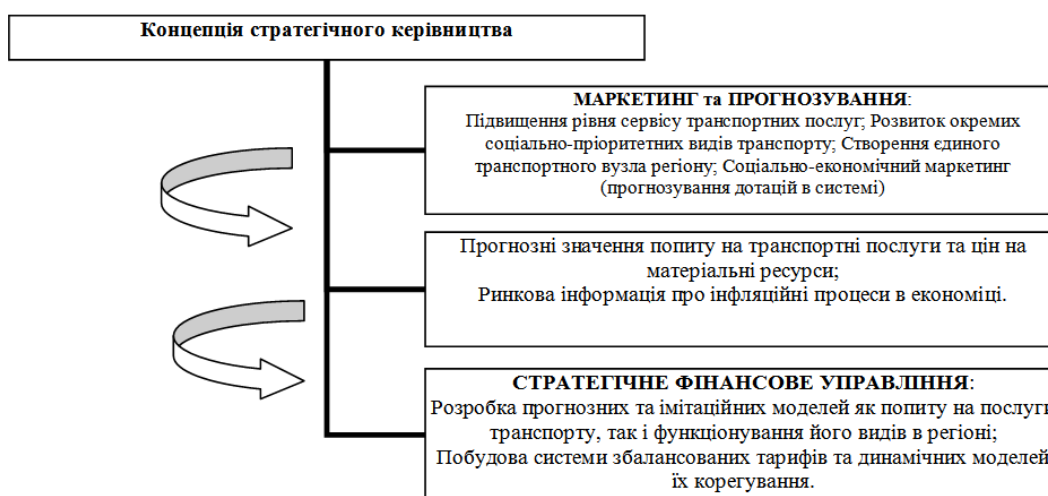 Концепція стратегічного керівництва
МАРКЕТИНГ та ПРОГНОЗУВАННЯ:
Підвищення рівня сервісу транспортних послуг; Розвиток окремих
соціально-пріоритетних видів транспорту; Створення єдиного
транспортного вузла регіону; Соціально-економічний маркетинг
(прогнозування дотацій в системі)
Прогнозні значення попиту на транспортні послуги та цін на
матеріальні ресурси;
Ринкова інформація про інфляційні процеси в економіці.
СТРАТЕГІЧНЕ ФІНАНСОВЕ УПРАВЛІННЯ:
Розробка прогнозних та імітаційних моделей як попиту на послуги
транспорту, так і функціонування його видів в регіоні;
Побудова системи збалансованих тарифів та динамічних моделей
їх корегування.